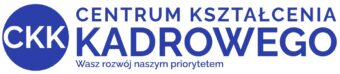 CKK
CENTRUM KSZTAŁCENIA
KADROWEGO
Wasz rozwój naszym priorytetem